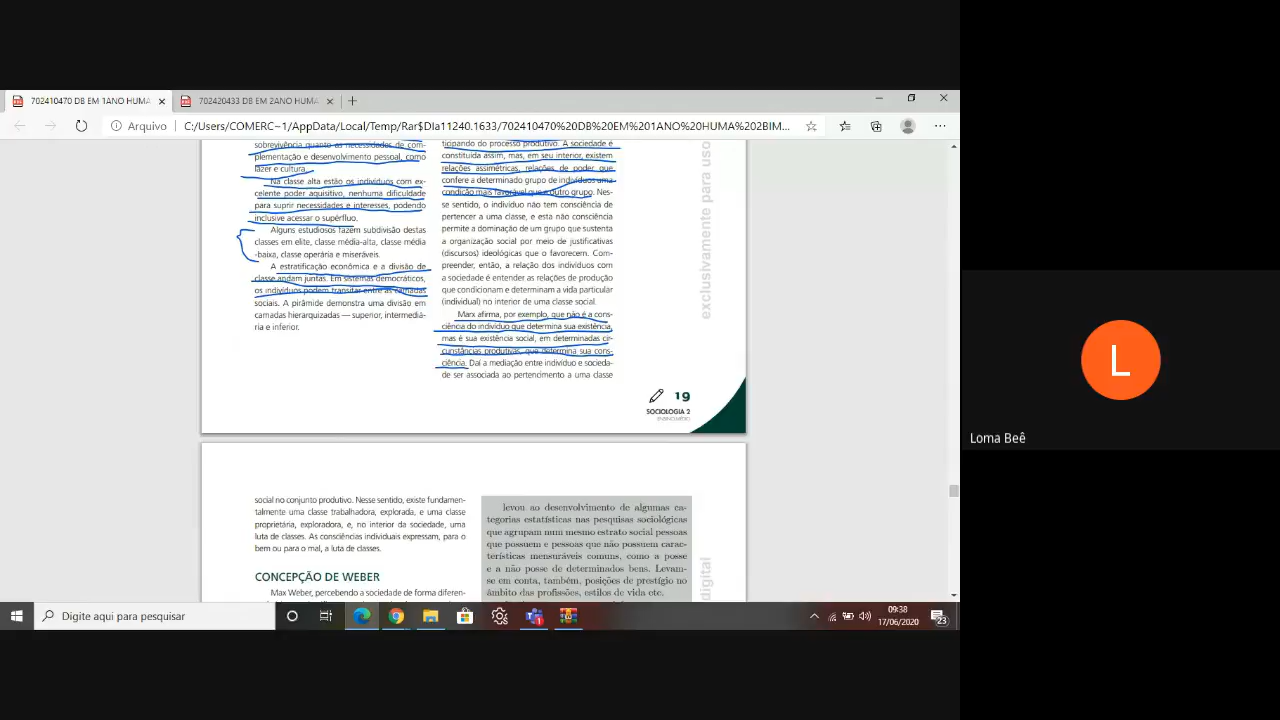 702410470 DB EM 1ANO HUMA
702420433 DB EM 2ANO HUMA
Arquivo
C:/Users/COMERC~1/AppData/Local/Temp/Rar$DIa11240.1633/702410470%20DB%20EM%201ANO%20HUMA%202BIM...
sobrevivência quanto as necessidades de com-
plementação e desenvolvimento pessoal, como
lazer e cultura.
Na classe alta estão os indivíduos com ex-
celente poder aquisitivo, nenhuma dificuldade
para suprir necessidades e interesses, podendo
inclusive acessar o supérfluo.
Alguns estudiosos fazem subdivisão destas
classes em elite, classe média-alta, classe média
-baixa, classe operária e miseráveis.
A estratificação econômica e a divisão de
classe andam juntas. Em sistemas democráticos,
os indivíduos podem transitar entre as camadas
sociais. A pirâmide demonstra uma divisão em
camadas hierarquizadas — superior, intermediá-
ria e inferior.
ticipando do processo produtivo. A sociedade é
constituída assim, mas, em seu interior, existem
relações assimétricas, relações de poder que
confere a determinado grupo de indivíduos uma
condição mais favorável que a outro grupo. Nes-
se sentido, o indivíduo não tem consciência de
pertencer a uma classe, e esta não consciência
permite a dominação de um grupo que sustenta
a organização social por meio de justificativas
(discursos) ideológicas que o favorecem. Com-
preender, então, a relação dos indivíduos com
a sociedade é entender as relações de produção
que condicionam e determinam a vida particular
(individual) no interior de uma classe social.
Marx afirma, por exemplo, que não é a cons-
ciência do indivíduo que determina sua existência,
mas é sua existência social, em determinadas cir-
cunstâncias produtivas, que determina sua cons-
ciência. Daí a mediação entre indivíduo e socieda-
de ser associada ao pertencimento a uma classe
exclusivamente para uso
19
SOCIOLOGIA 2
ENSINO MÉDIO
social no conjunto produtivo. Nesse sentido, existe fundamen-
talmente uma classe trabalhadora, explorada, e uma classe
proprietária, exploradora, e, no interior da sociedade, uma
luta de classes. As consciências individuais expressam, para o
bem ou para o mal, a luta de classes.
CONCEPÇÃO DE WEBER
Max Weber, percebendo a sociedade de forma diferen-
levou ao desenvolvimento de algumas ca-
tegorias estatísticas nas pesquisas sociológicas
que agrupam num mesmo estrato social pessoas
que possuem e pessoas que não possuem carac-
terísticas mensuráveis comuns, como a posse
e a não posse de determinados bens. Levam-
se em conta, também, posições de prestígio no
âmbito das profissões, estilos de vida etc.
digital
Digite aqui para pesquisar
09:38
17/06/2020
23
L
Loma Beê